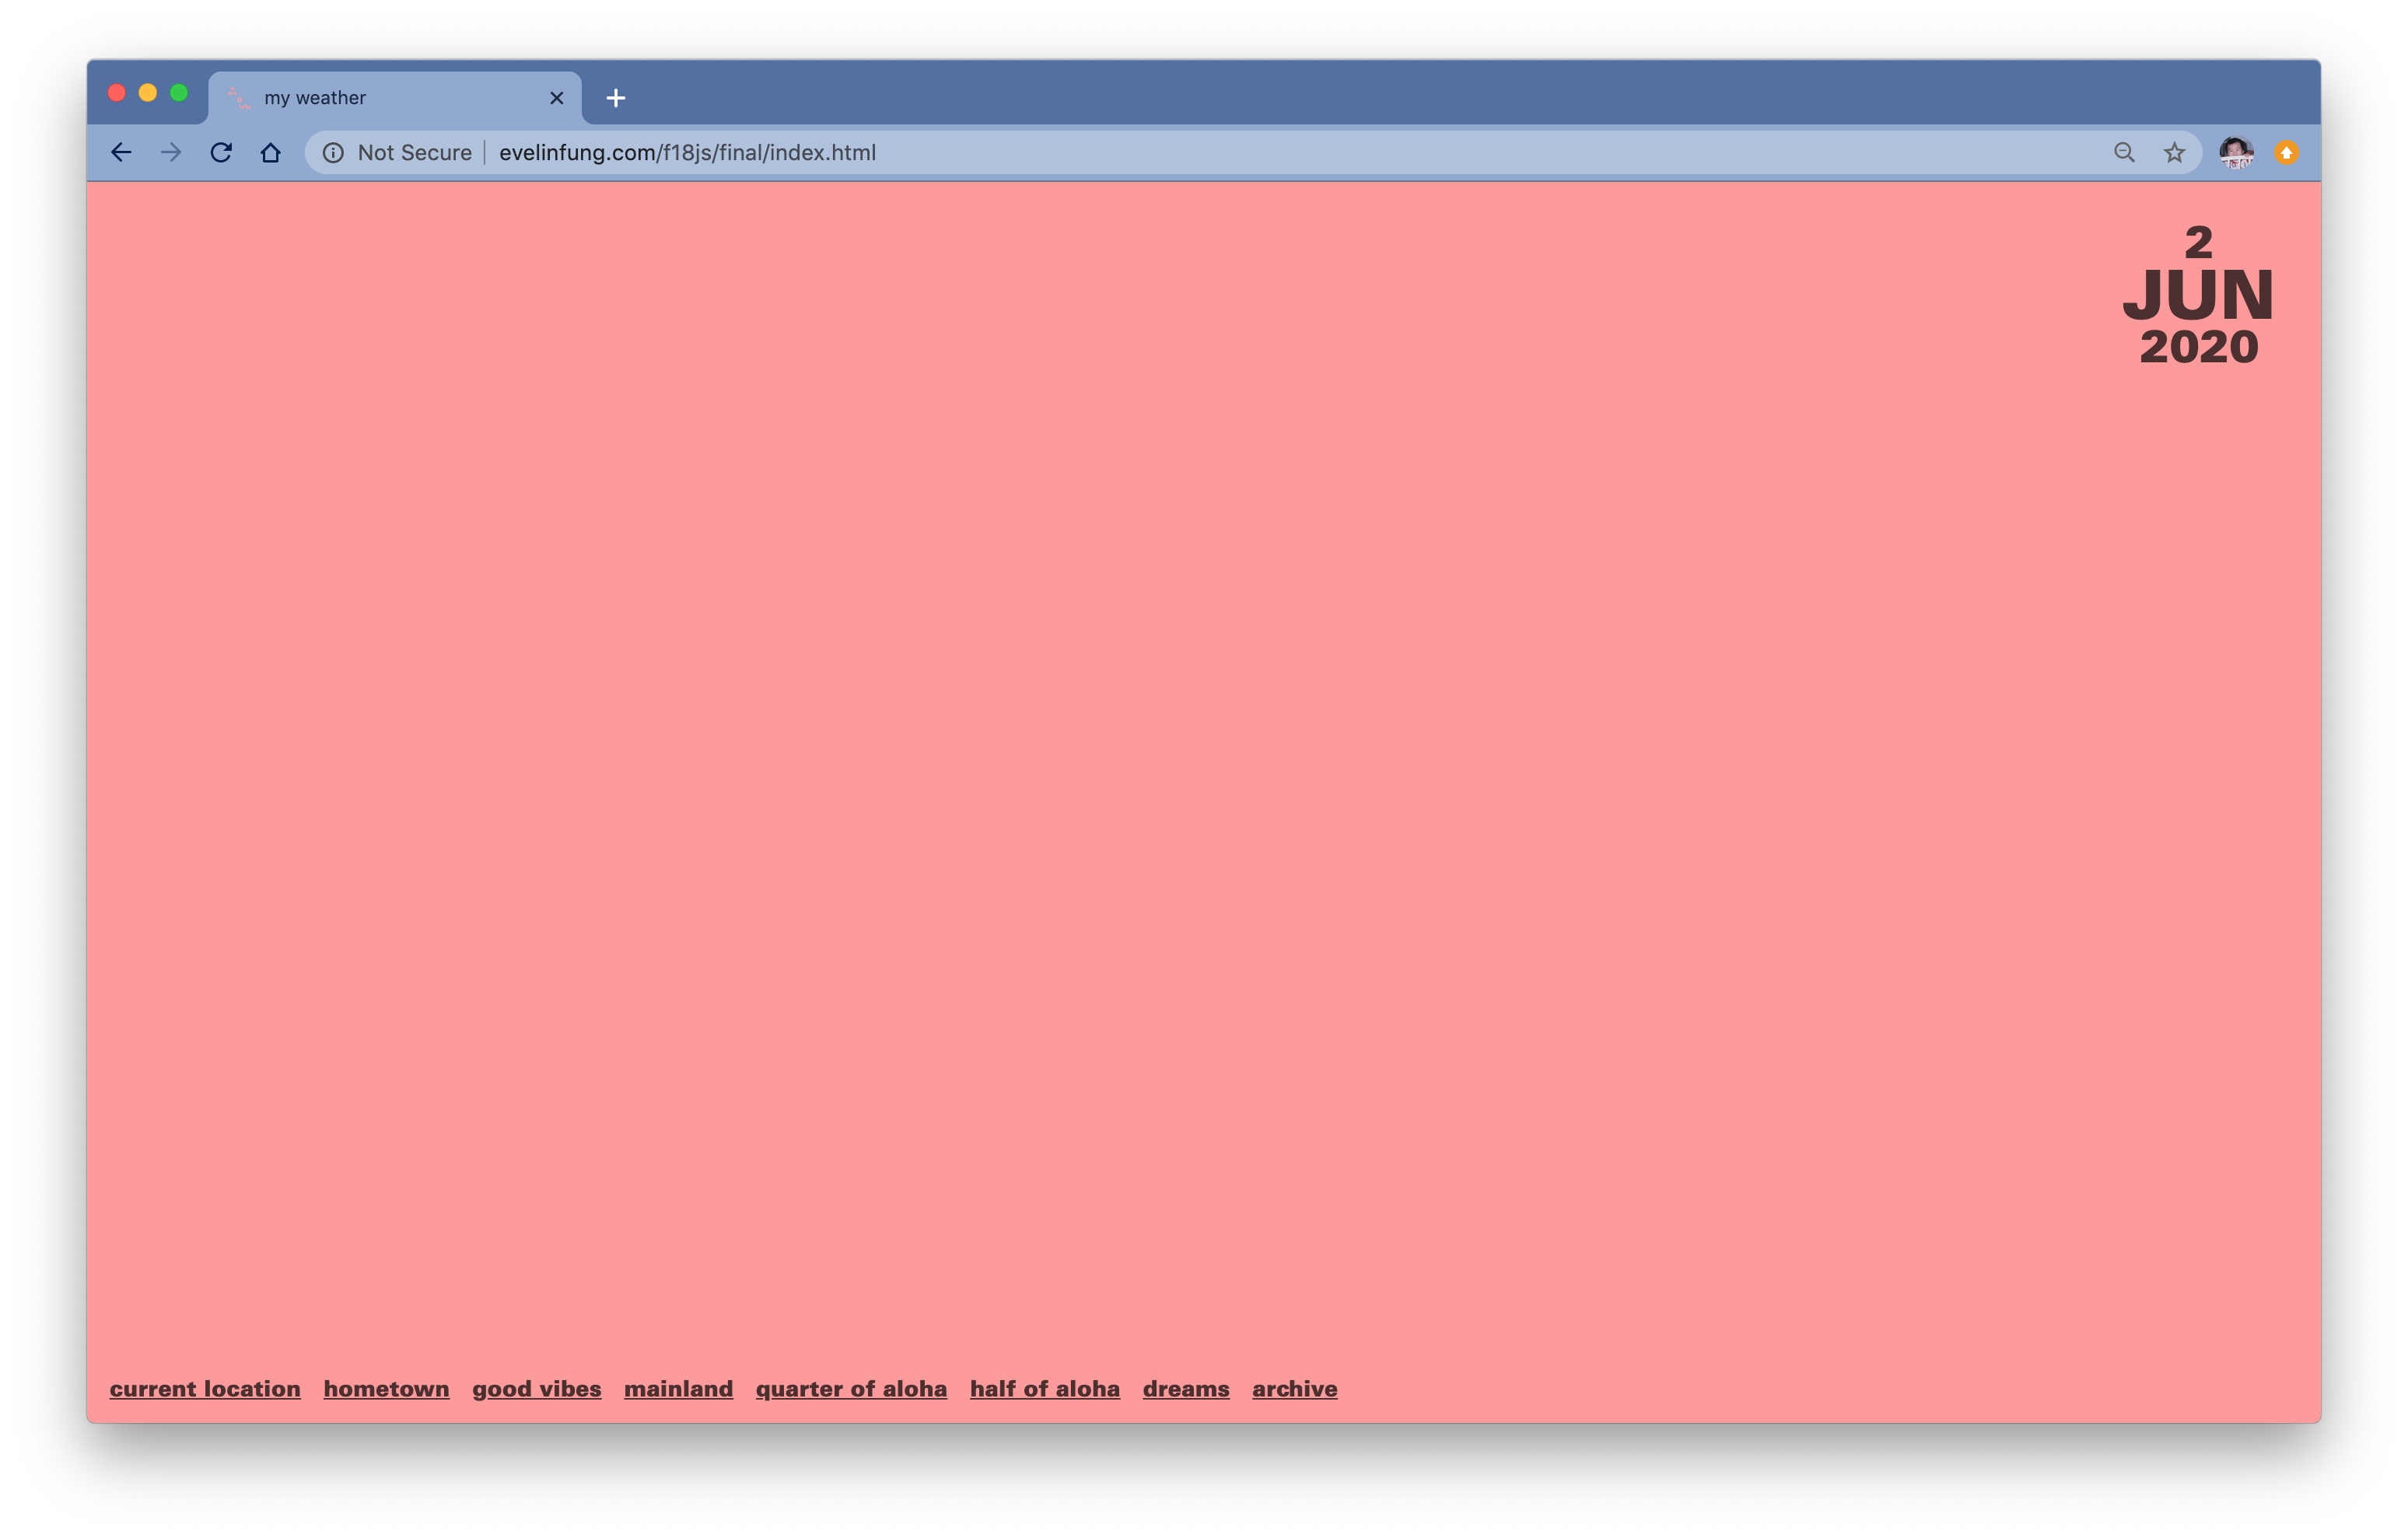 my weather
Not Secure evelinfung.com/f18js/final/index.html
2
JUN
2020
current location hometown good vibes mainland quarter of aloha half of aloha dreams archive